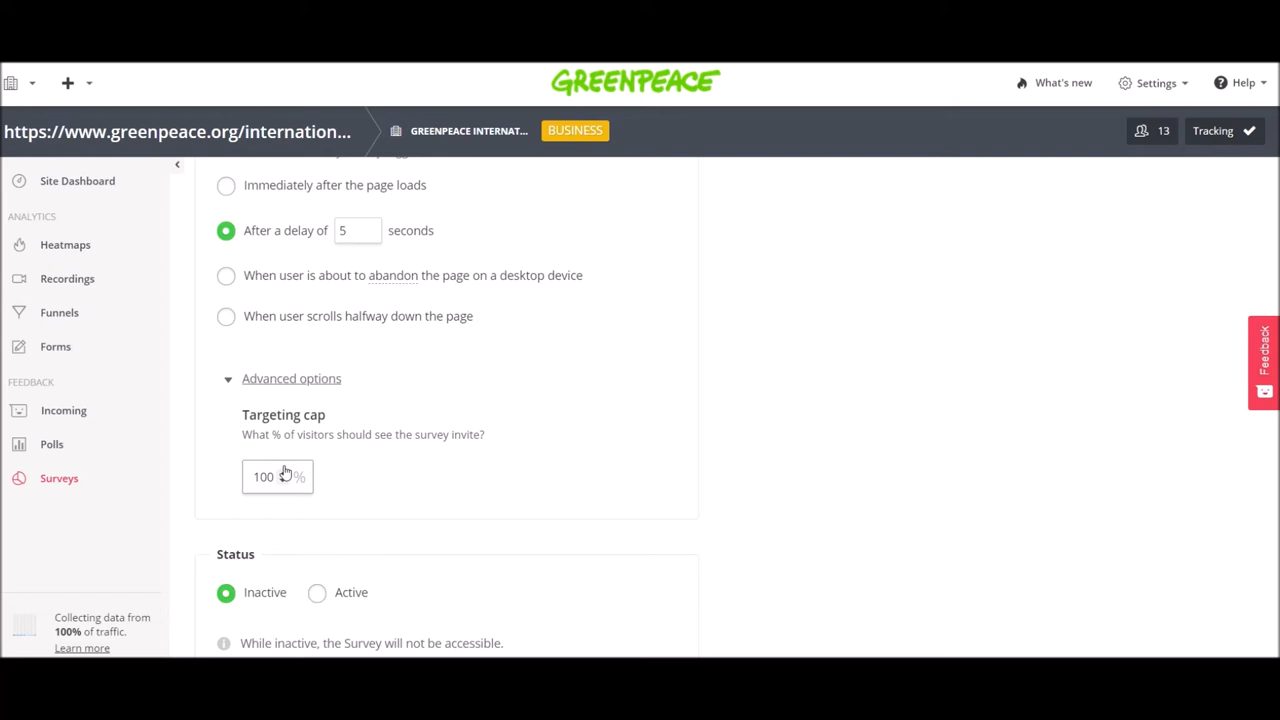 GREENPEACE
What's new
Settings
Help
https://www.greenpeace.org/internation...
GREENPEACE INTERNAT...
BUSINESS
13
Tracking
Site Dashboard
ANALYTICS
Heatmaps
Recordings
Funnels
Forms
FEEDBACK
Incoming
Polls
Surveys
Collecting data from
100% of traffic.
Learn more
Immediately after the page loads
After a delay of 5 seconds
When user is about to abandon the page on a desktop device
When user scrolls halfway down the page
Advanced options
Targeting cap
What % of visitors should see the survey invite?
100 %
Status
Inactive
Active
While inactive, the Survey will not be accessible.
Feedback